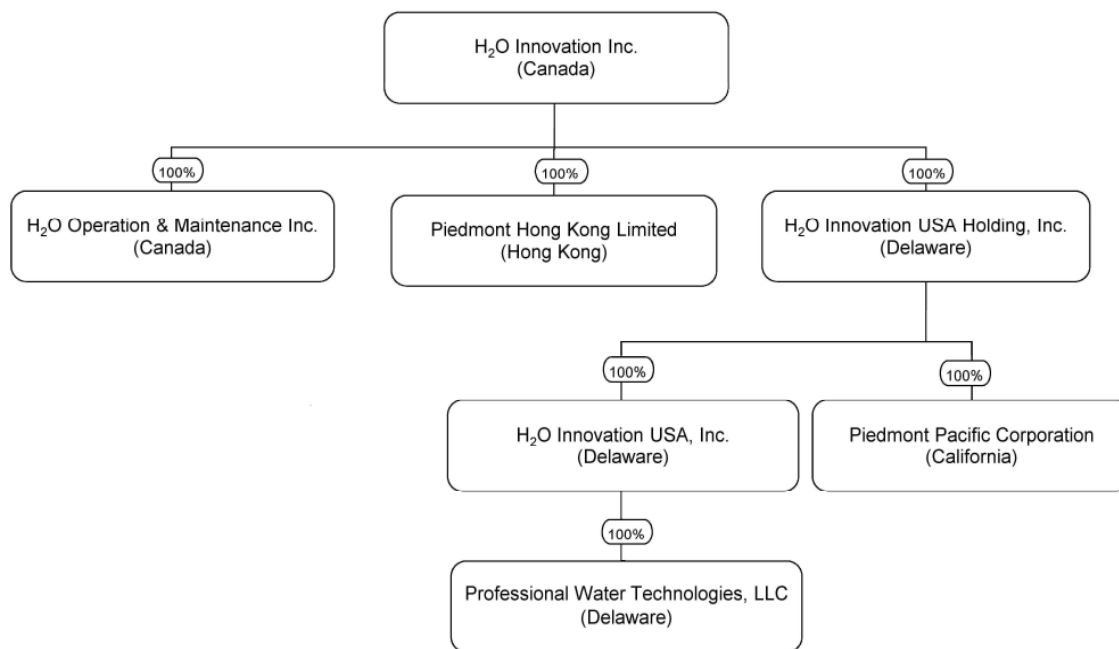 H₂O Innovation Inc.
(Canada)
100%
100%
100%
H₂O Operation & Maintenance Inc.
(Canada)
Piedmont Hong Kong Limited
(Hong Kong)
H₂O Innovation USA Holding, Inc.
(Delaware)
100%
100%
H₂O Innovation USA, Inc.
(Delaware)
Piedmont Pacific Corporation
(California)
100%
Professional Water Technologies, LLC
(Delaware)